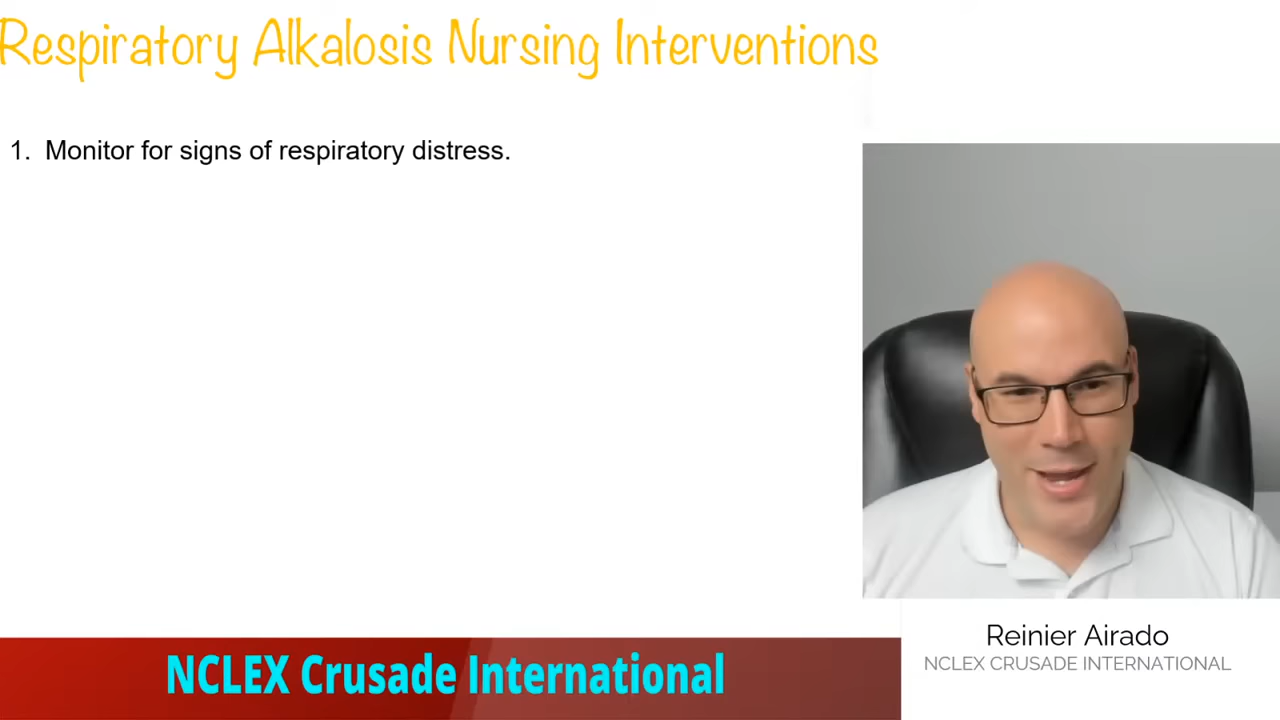 Respiratory Alkalosis Nursing Interventions
1. Monitor for signs of respiratory distress.
Reinier Airado
NCLEX CRUSADE INTERNATIONAL
NCLEX Crusade International